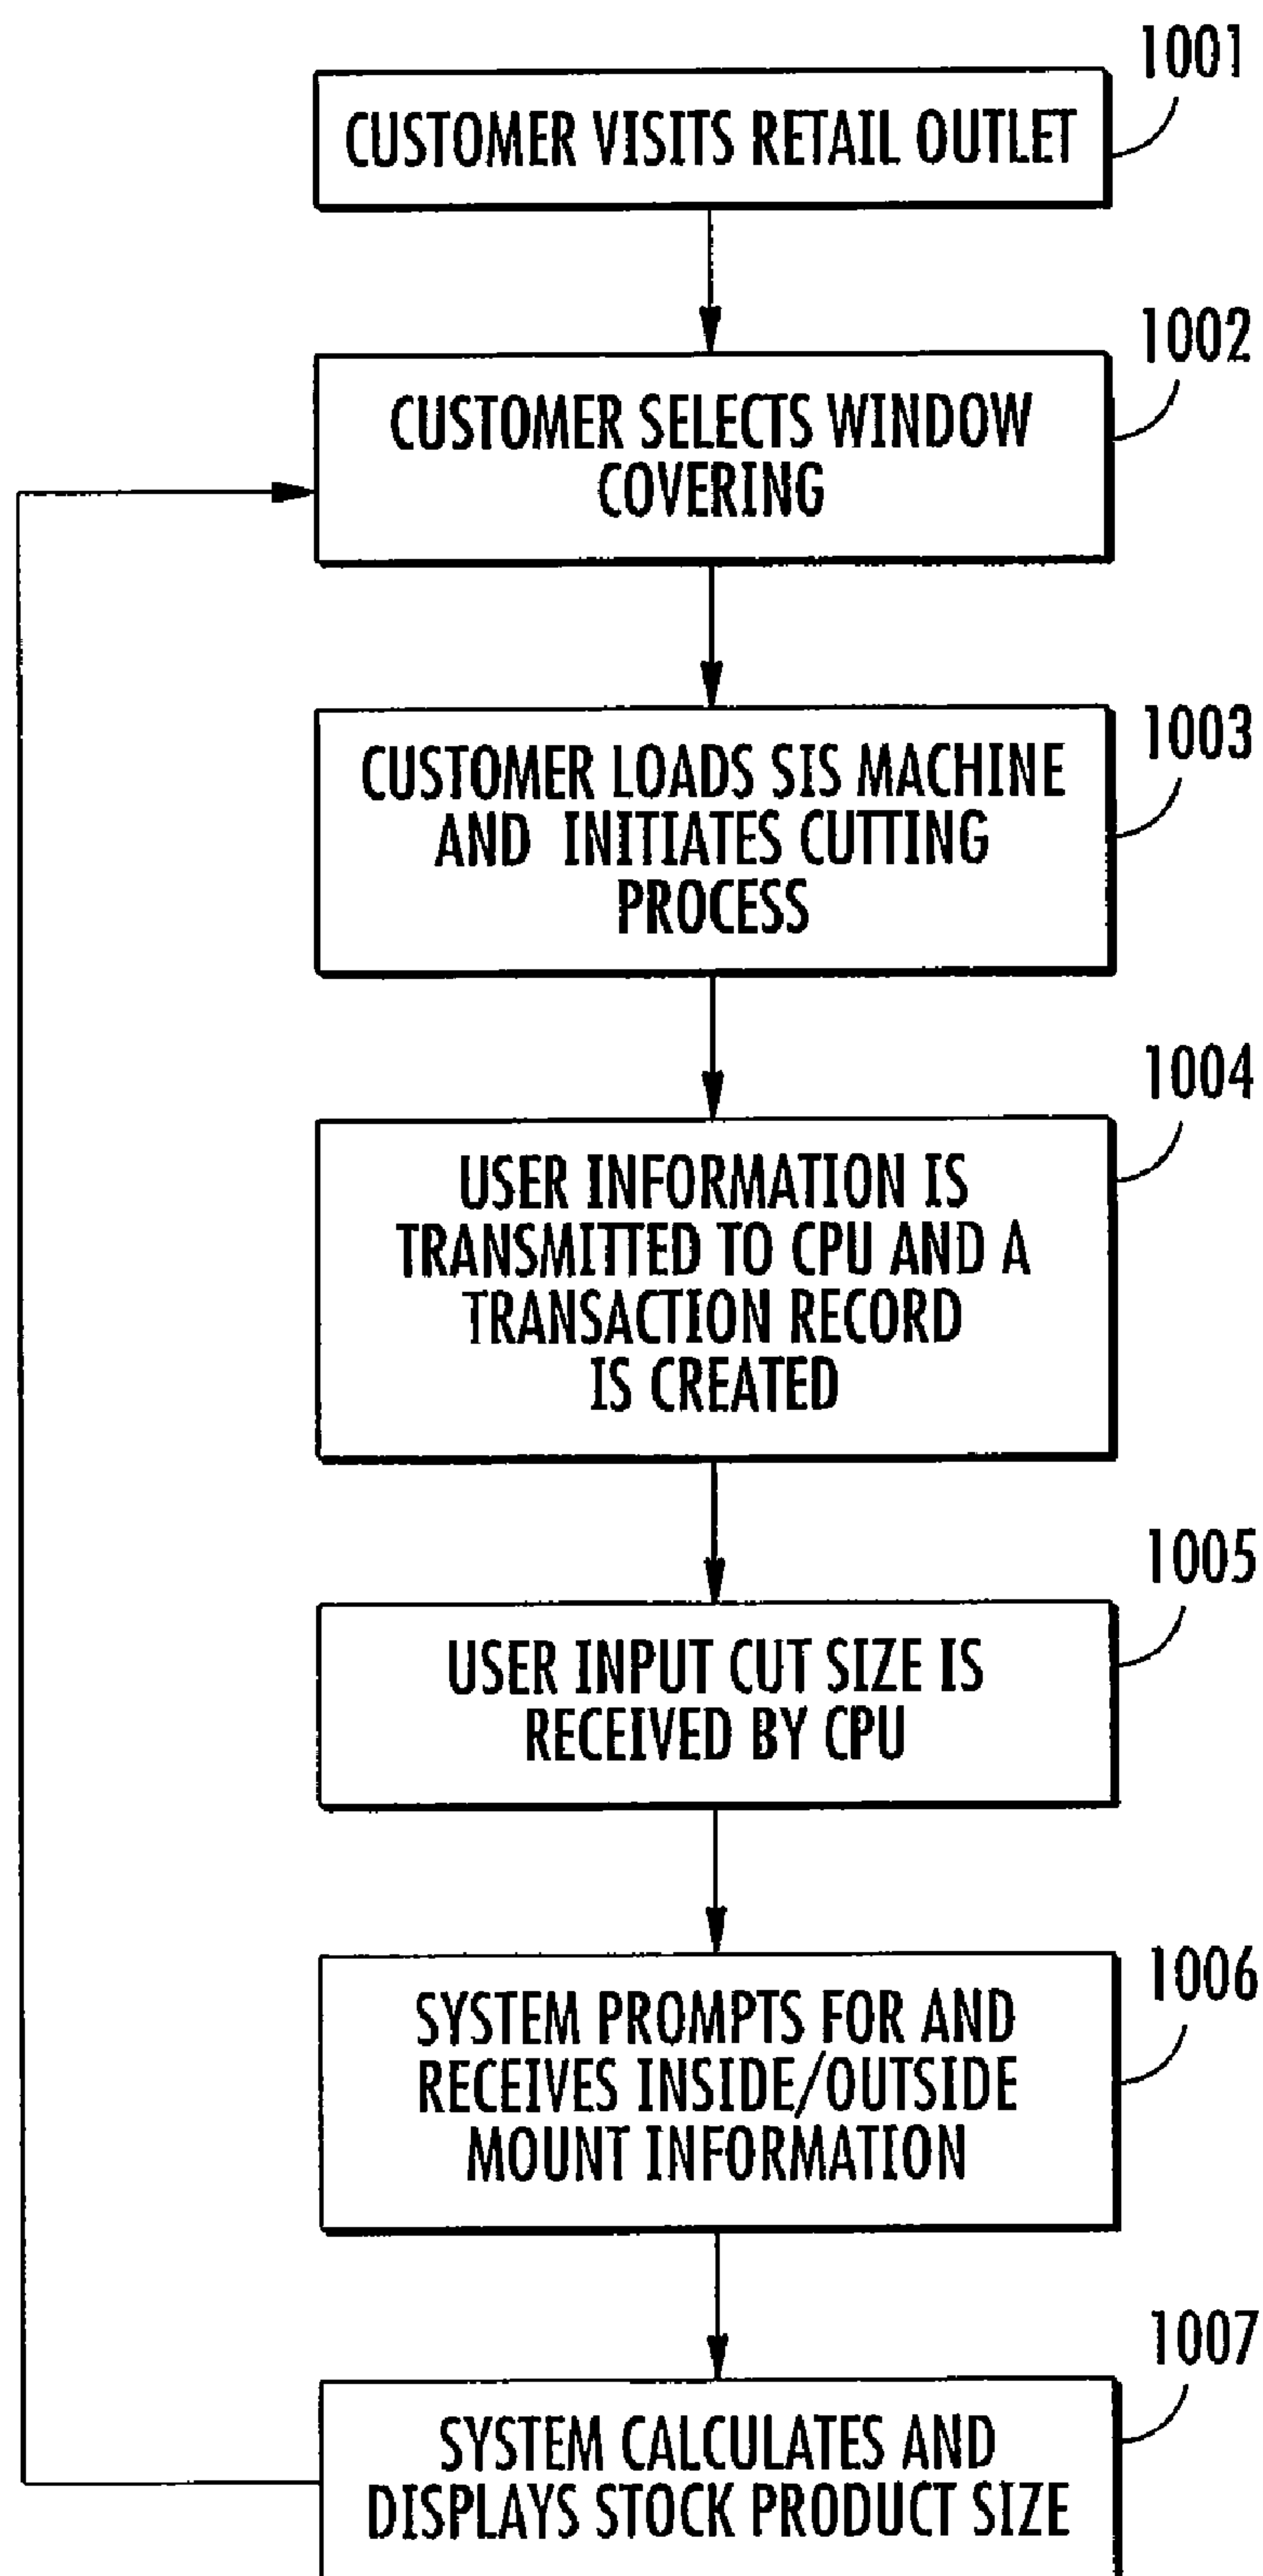 1001
CUSTOMER VISITS RETAIL OUTLET
1002
CUSTOMER SELECTS WINDOW
COVERING
1003
CUSTOMER LOADS SIS MACHINE
AND INITIATES CUTTING
PROCESS
1004
USER INFORMATION IS
TRANSMITTED TO CPU AND A
TRANSACTION RECORD
IS CREATED
1005
USER INPUT CUT SIZE IS
RECEIVED BY CPU
1006
SYSTEM PROMPTS FOR AND
RECEIVES INSIDE/OUTSIDE
MOUNT INFORMATION
1007
SYSTEM CALCULATES AND
DISPLAYS STOCK PRODUCT SIZE